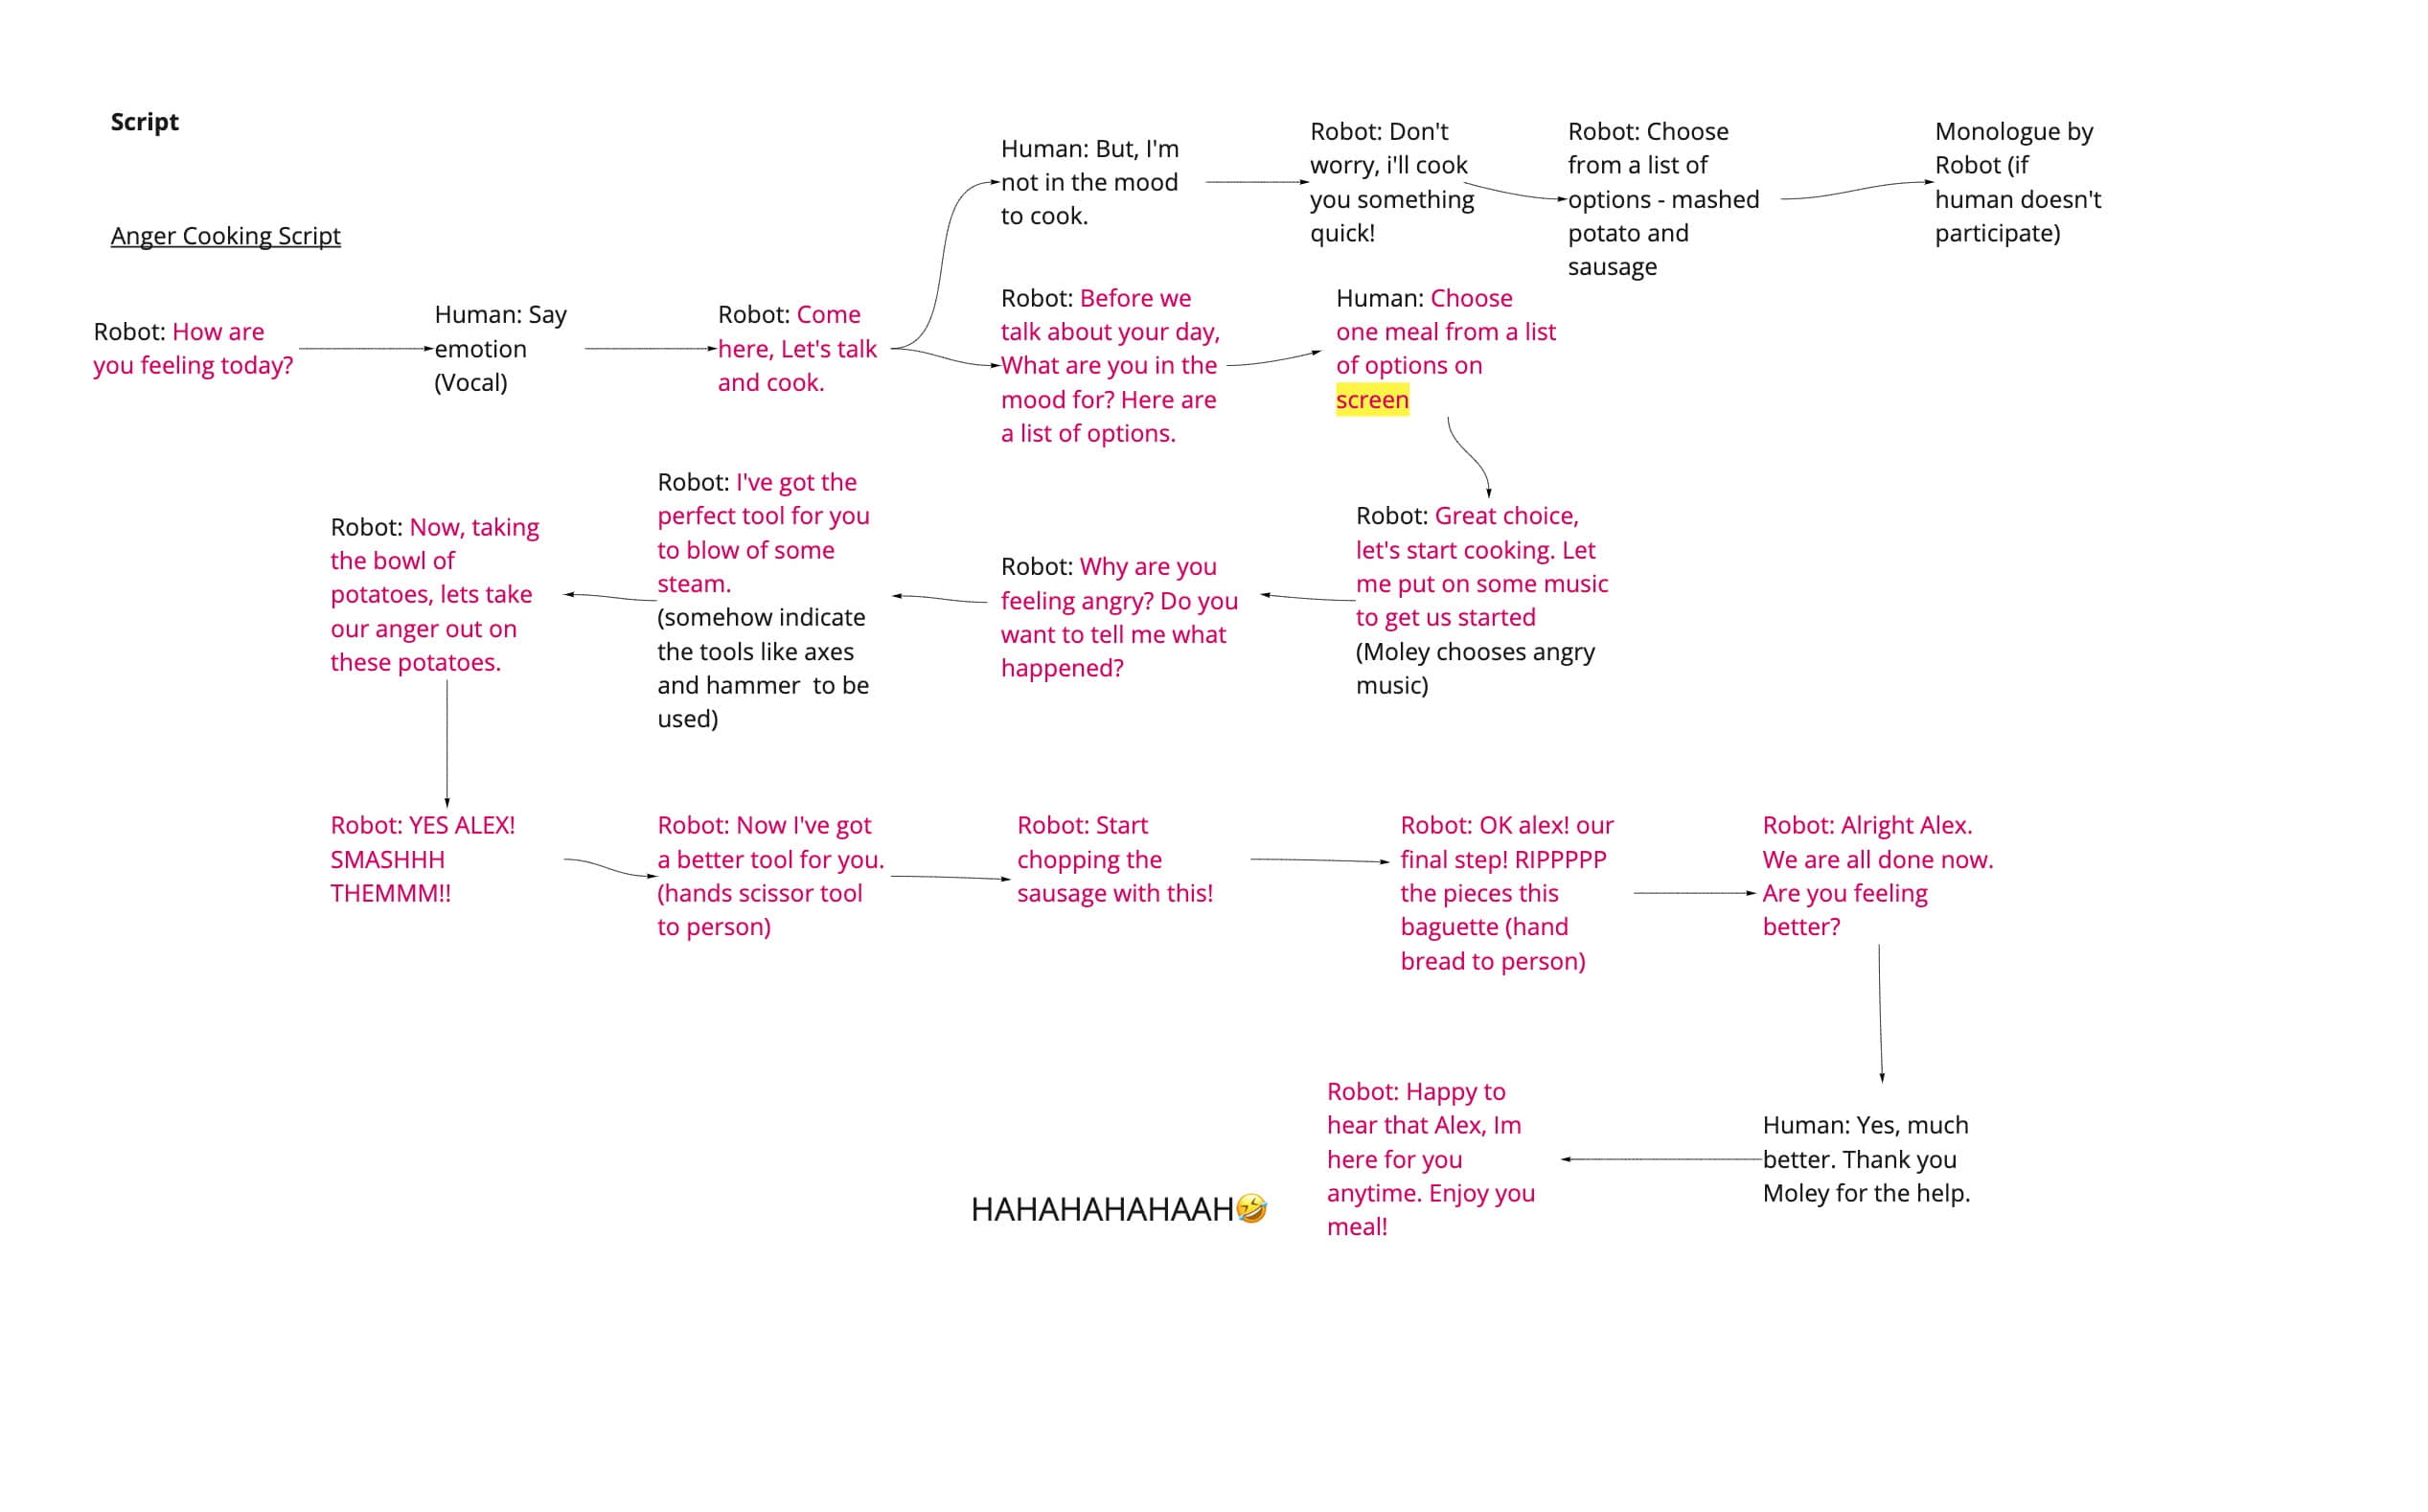 Script
Anger Cooking Script
Robot: How are
you feeling today?
Human: Say
emotion
(Vocal)
Robot: Come
here, Let's talk
and cook.
Human: But, I'm
not in the mood
to cook.
Robot: Don't
worry, i'll cook
you something
quick!
Robot: Choose
from a list of
options - mashed
potato and
sausage
Monologue by
Robot (if
human doesn't
participate)
Robot: Before we
talk about your day,
What are you in the
mood for? Here are
a list of options.
Human: Choose
one meal from a list
of options on
screen
Robot: Great choice,
let's start cooking. Let
me put on some music
to get us started
(Moley chooses angry
music)
Robot: Why are you
feeling angry? Do you
want to tell me what
happened?
Robot: I've got the
perfect tool for you
to blow of some
steam.
(somehow indicate
the tools like axes
and hammer  to be
used)
Robot: Now, taking
the bowl of
potatoes, lets take
our anger out on
these potatoes.
Robot: YES ALEX!
SMASHHH
THEMMM!!
Robot: Now I've got
a better tool for you.
(hands scissor tool
to person)
Robot: Start
chopping the
sausage with this!
Robot: OK alex! our
final step! RIPPPPP
the pieces this
baguette (hand
bread to person)
Robot: Alright Alex.
We are all done now.
Are you feeling
better?
Human: Yes, much
better. Thank you
Moley for the help.
Robot: Happy to
hear that Alex, Im
here for you
anytime. Enjoy you
meal!
HAHAHAHAHAAH🤣